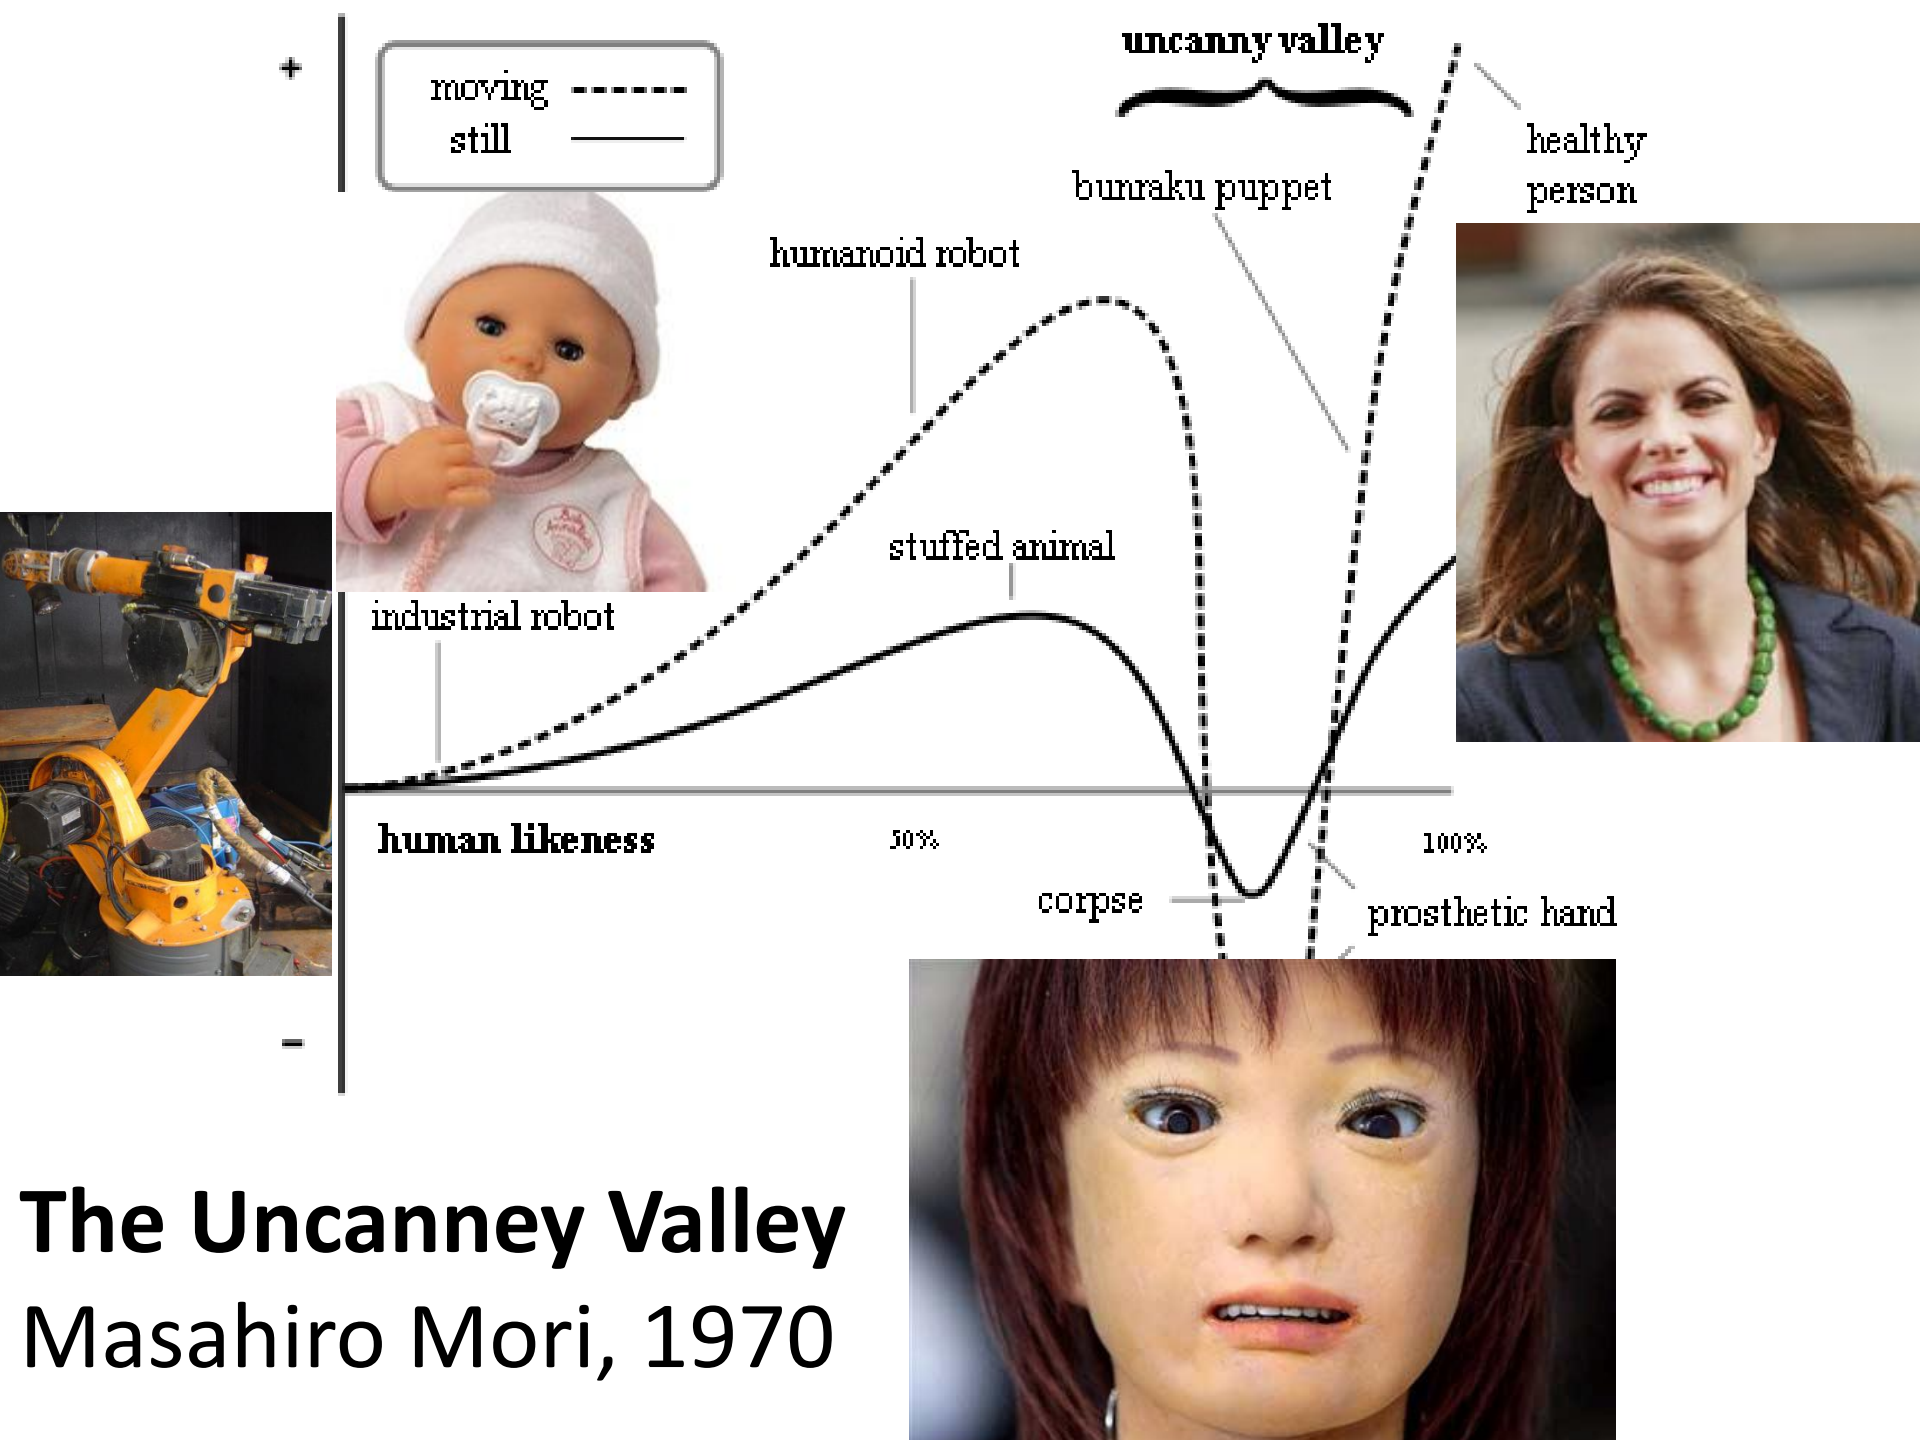 +
moving
still
uncanny valley
healthy
person
bunraku puppet
humanoid robot
stuffed animal
industrial robot
human likeness
50%
100%
corpse
prosthetic hand
−
The Uncanney Valley
Masahiro Mori, 1970